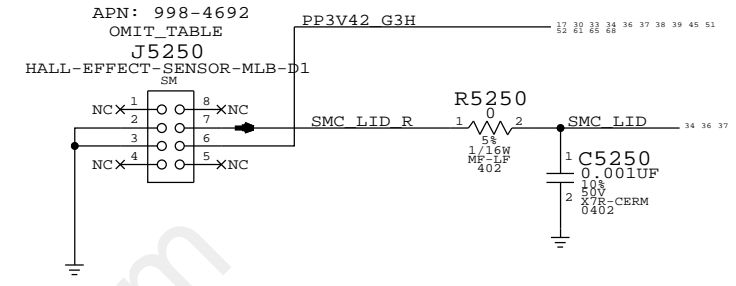 APN: 998-4692
OMIT_TABLE
J5250
HALL-EFFECT-SENSOR-MLB-D1
SM
NC 1 8 NC
2 7
3 6
NC 4 5 NC
PP3V42_G3H
17 30 33 34 36 37 38 39 45 51
52 61 65 68
SMC_LID_R
R5250
0
1 2
5%
1/16W
MF-LF
402
SMC_LID
34 36 37
1 C5250
0.001UF
10%
50V
2 X7R-CERM
0402